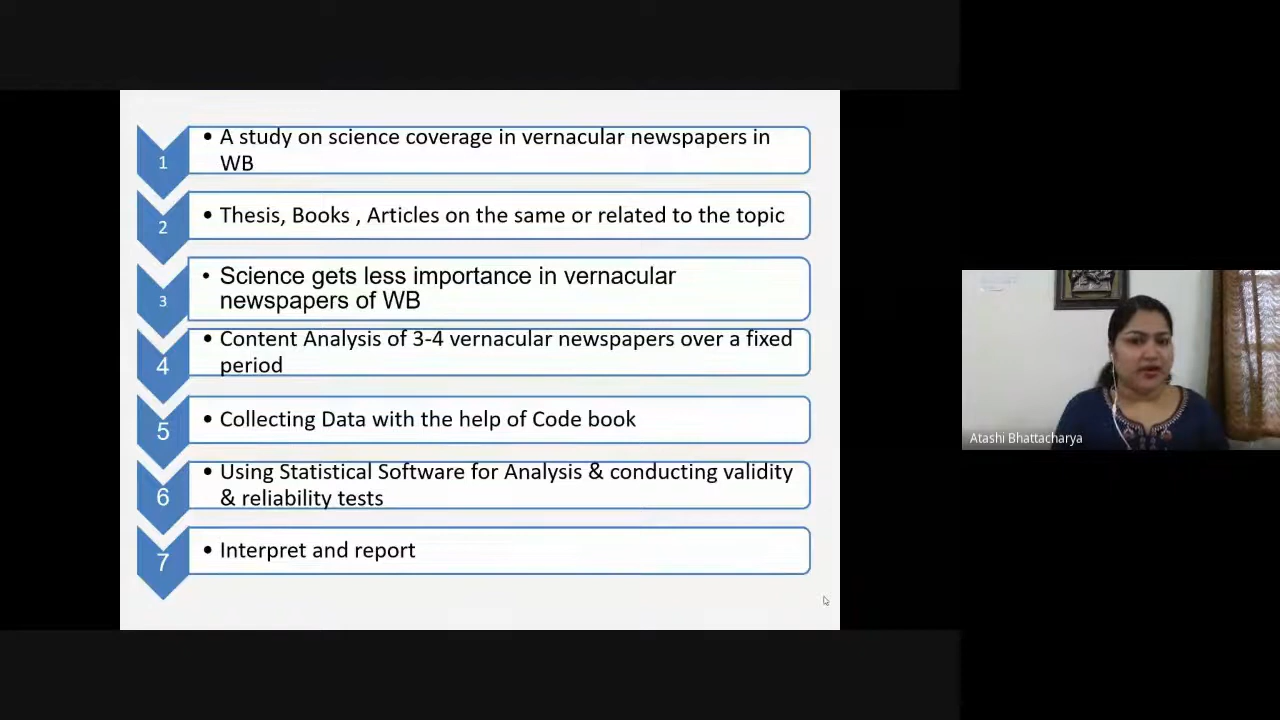 1
• A study on science coverage in vernacular newspapers in
WB
2
• Thesis, Books , Articles on the same or related to the topic
3
• Science gets less importance in vernacular
newspapers of WB
4
• Content Analysis of 3-4 vernacular newspapers over a fixed
period
5
• Collecting Data with the help of Code book
6
• Using Statistical Software for Analysis & conducting validity
& reliability tests
7
• Interpret and report
Atashi Bhattacharya